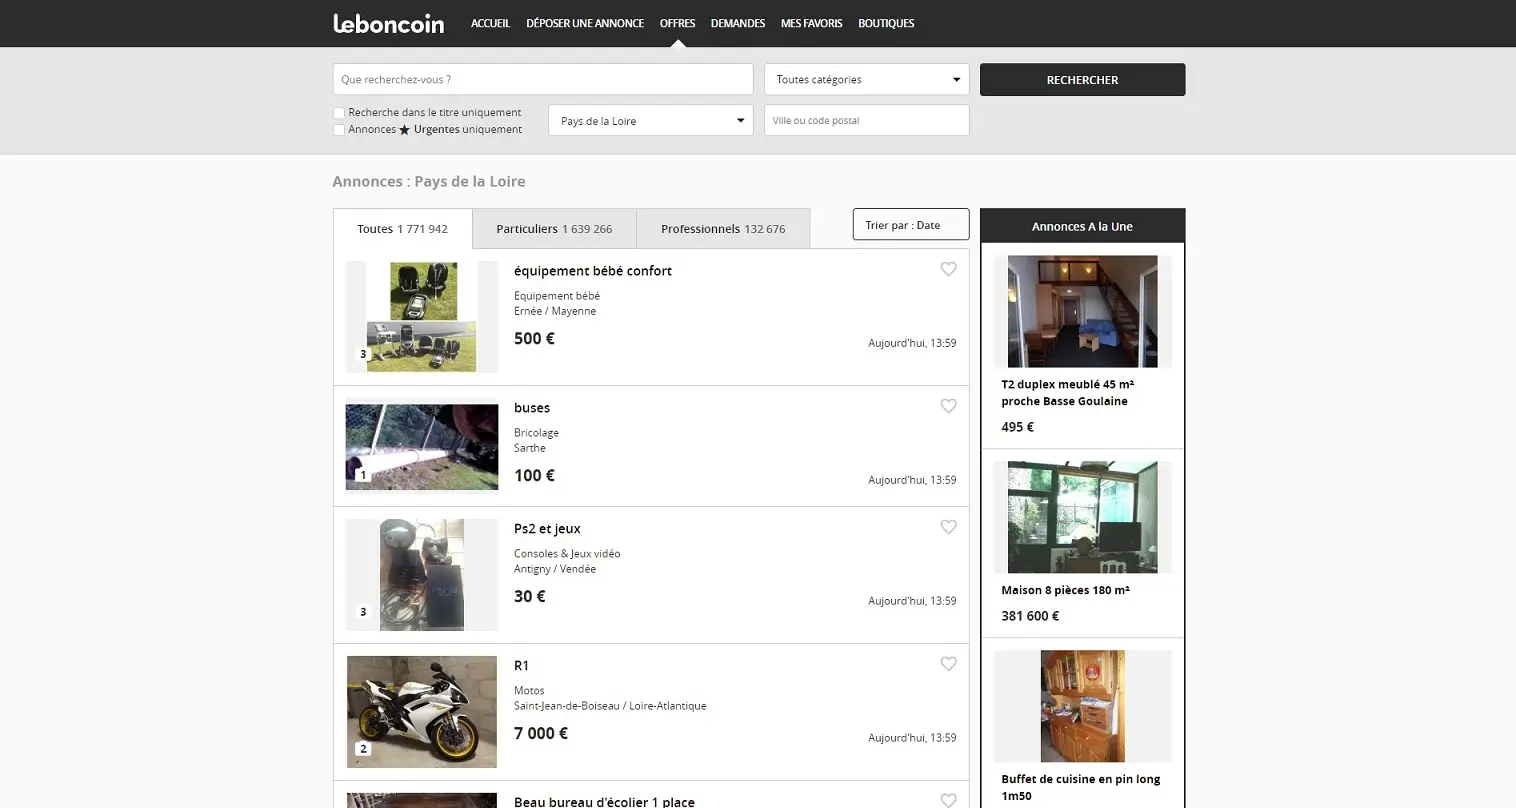 leboncoin
ACCUEIL
DÉPOSER UNE ANNONCE
OFFRES
DEMANDES
MES FAVORIS
BOUTIQUES
Que recherchez-vous ?
Toutes catégories
RECHERCHER
Recherche dans le titre uniquement
Annonces ★ Urgentes uniquement
Pays de la Loire
Ville ou code postal
Annonces : Pays de la Loire
Toutes 1 771 942
Particuliers 1 639 266
Professionnels 132 676
Trier par : Date
équipement bébé confort
Equipement bébé
Ernée / Mayenne
500 €
Aujourd'hui, 13:59
3
buses
Bricolage
Sarthe
100 €
Aujourd'hui, 13:59
1
Ps2 et jeux
Consoles & Jeux vidéo
Antigny / Vendée
30 €
Aujourd'hui, 13:59
3
R1
Motos
Saint-Jean-de-Boiseau / Loire-Atlantique
7 000 €
Aujourd'hui, 13:59
2
Beau bureau d'écolier 1 place
Annonces A la Une
T2 duplex meublé 45 m²
proche Basse Goulaine
495 €
Maison 8 pièces 180 m²
381 600 €
Buffet de cuisine en pin long
1m50